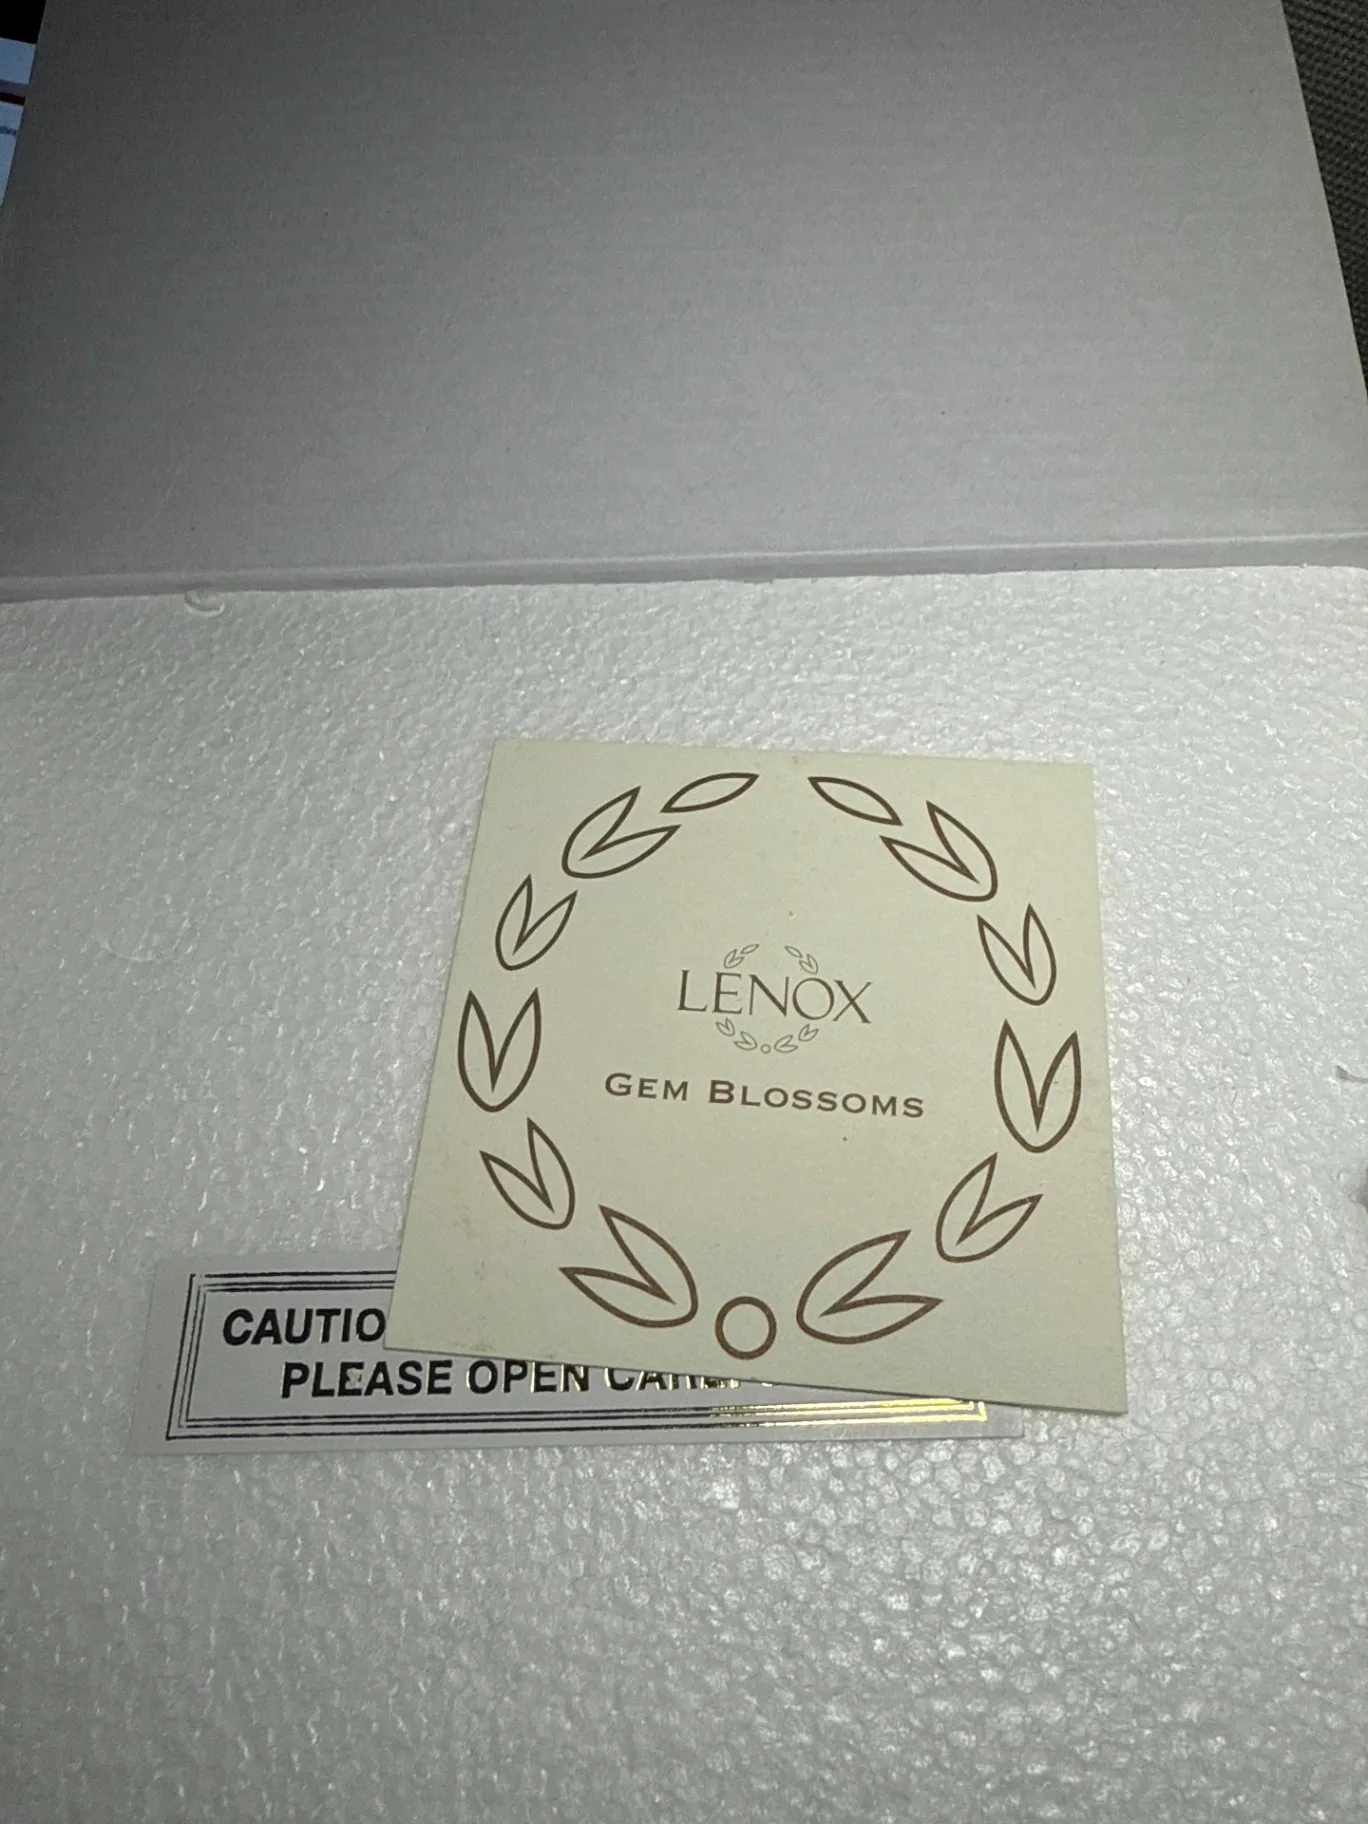 LENOX
GEM BLOSSOMS
CAUTIO
PLEASE OPEN